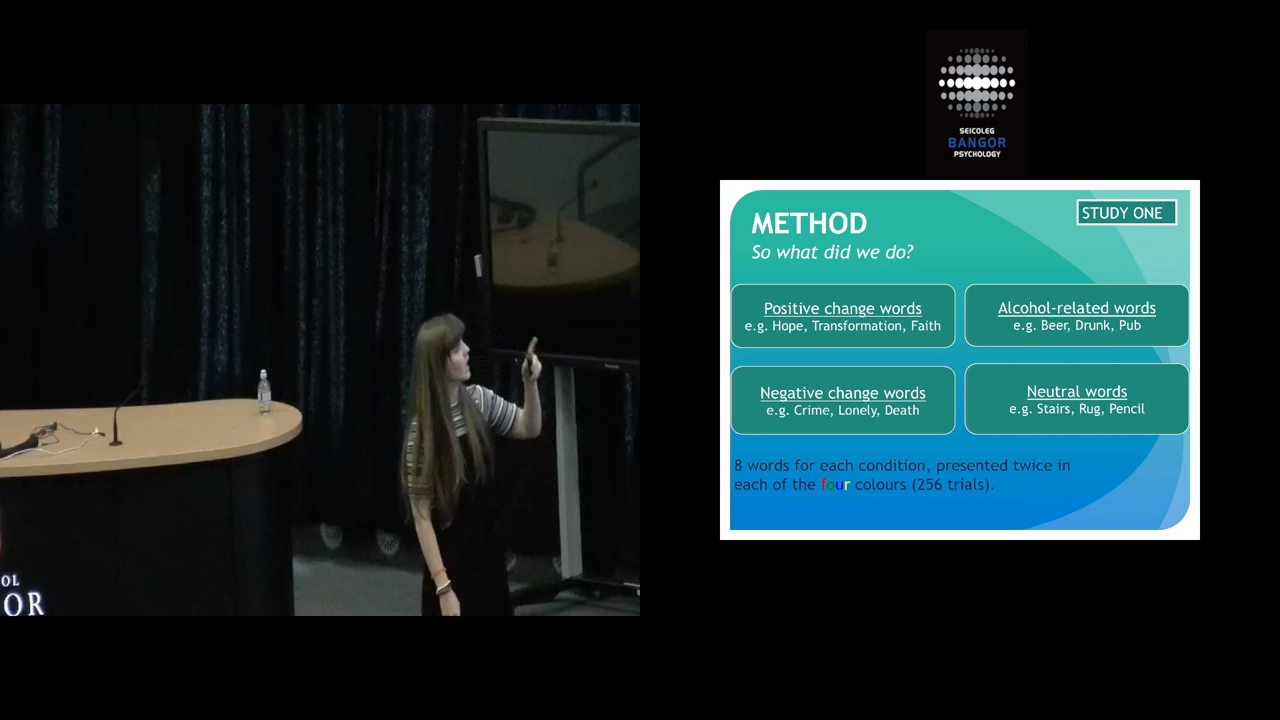 SEICOLEG
BANGOR
PSYCHOLOGY
METHOD
STUDY ONE
So what did we do?
Positive change words
e.g. Hope, Transformation, Faith
Alcohol-related words
e.g. Beer, Drunk, Pub
Negative change words
e.g. Crime, Lonely, Death
Neutral words
e.g. Stairs, Rug, Pencil
8 words for each condition, presented twice in
each of the four colours (256 trials).
OL
OR